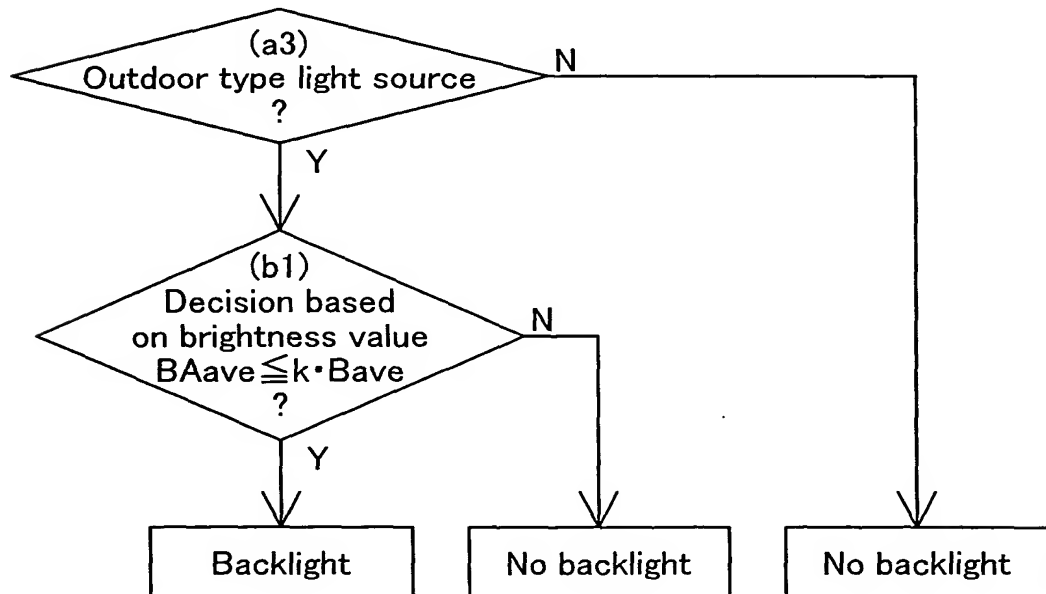 (a3)
Outdoor type light source
?
N
Y
(b1)
Decision based
on brightness value
BAave≦k・Bave
?
N
Y
Backlight
No backlight
No backlight